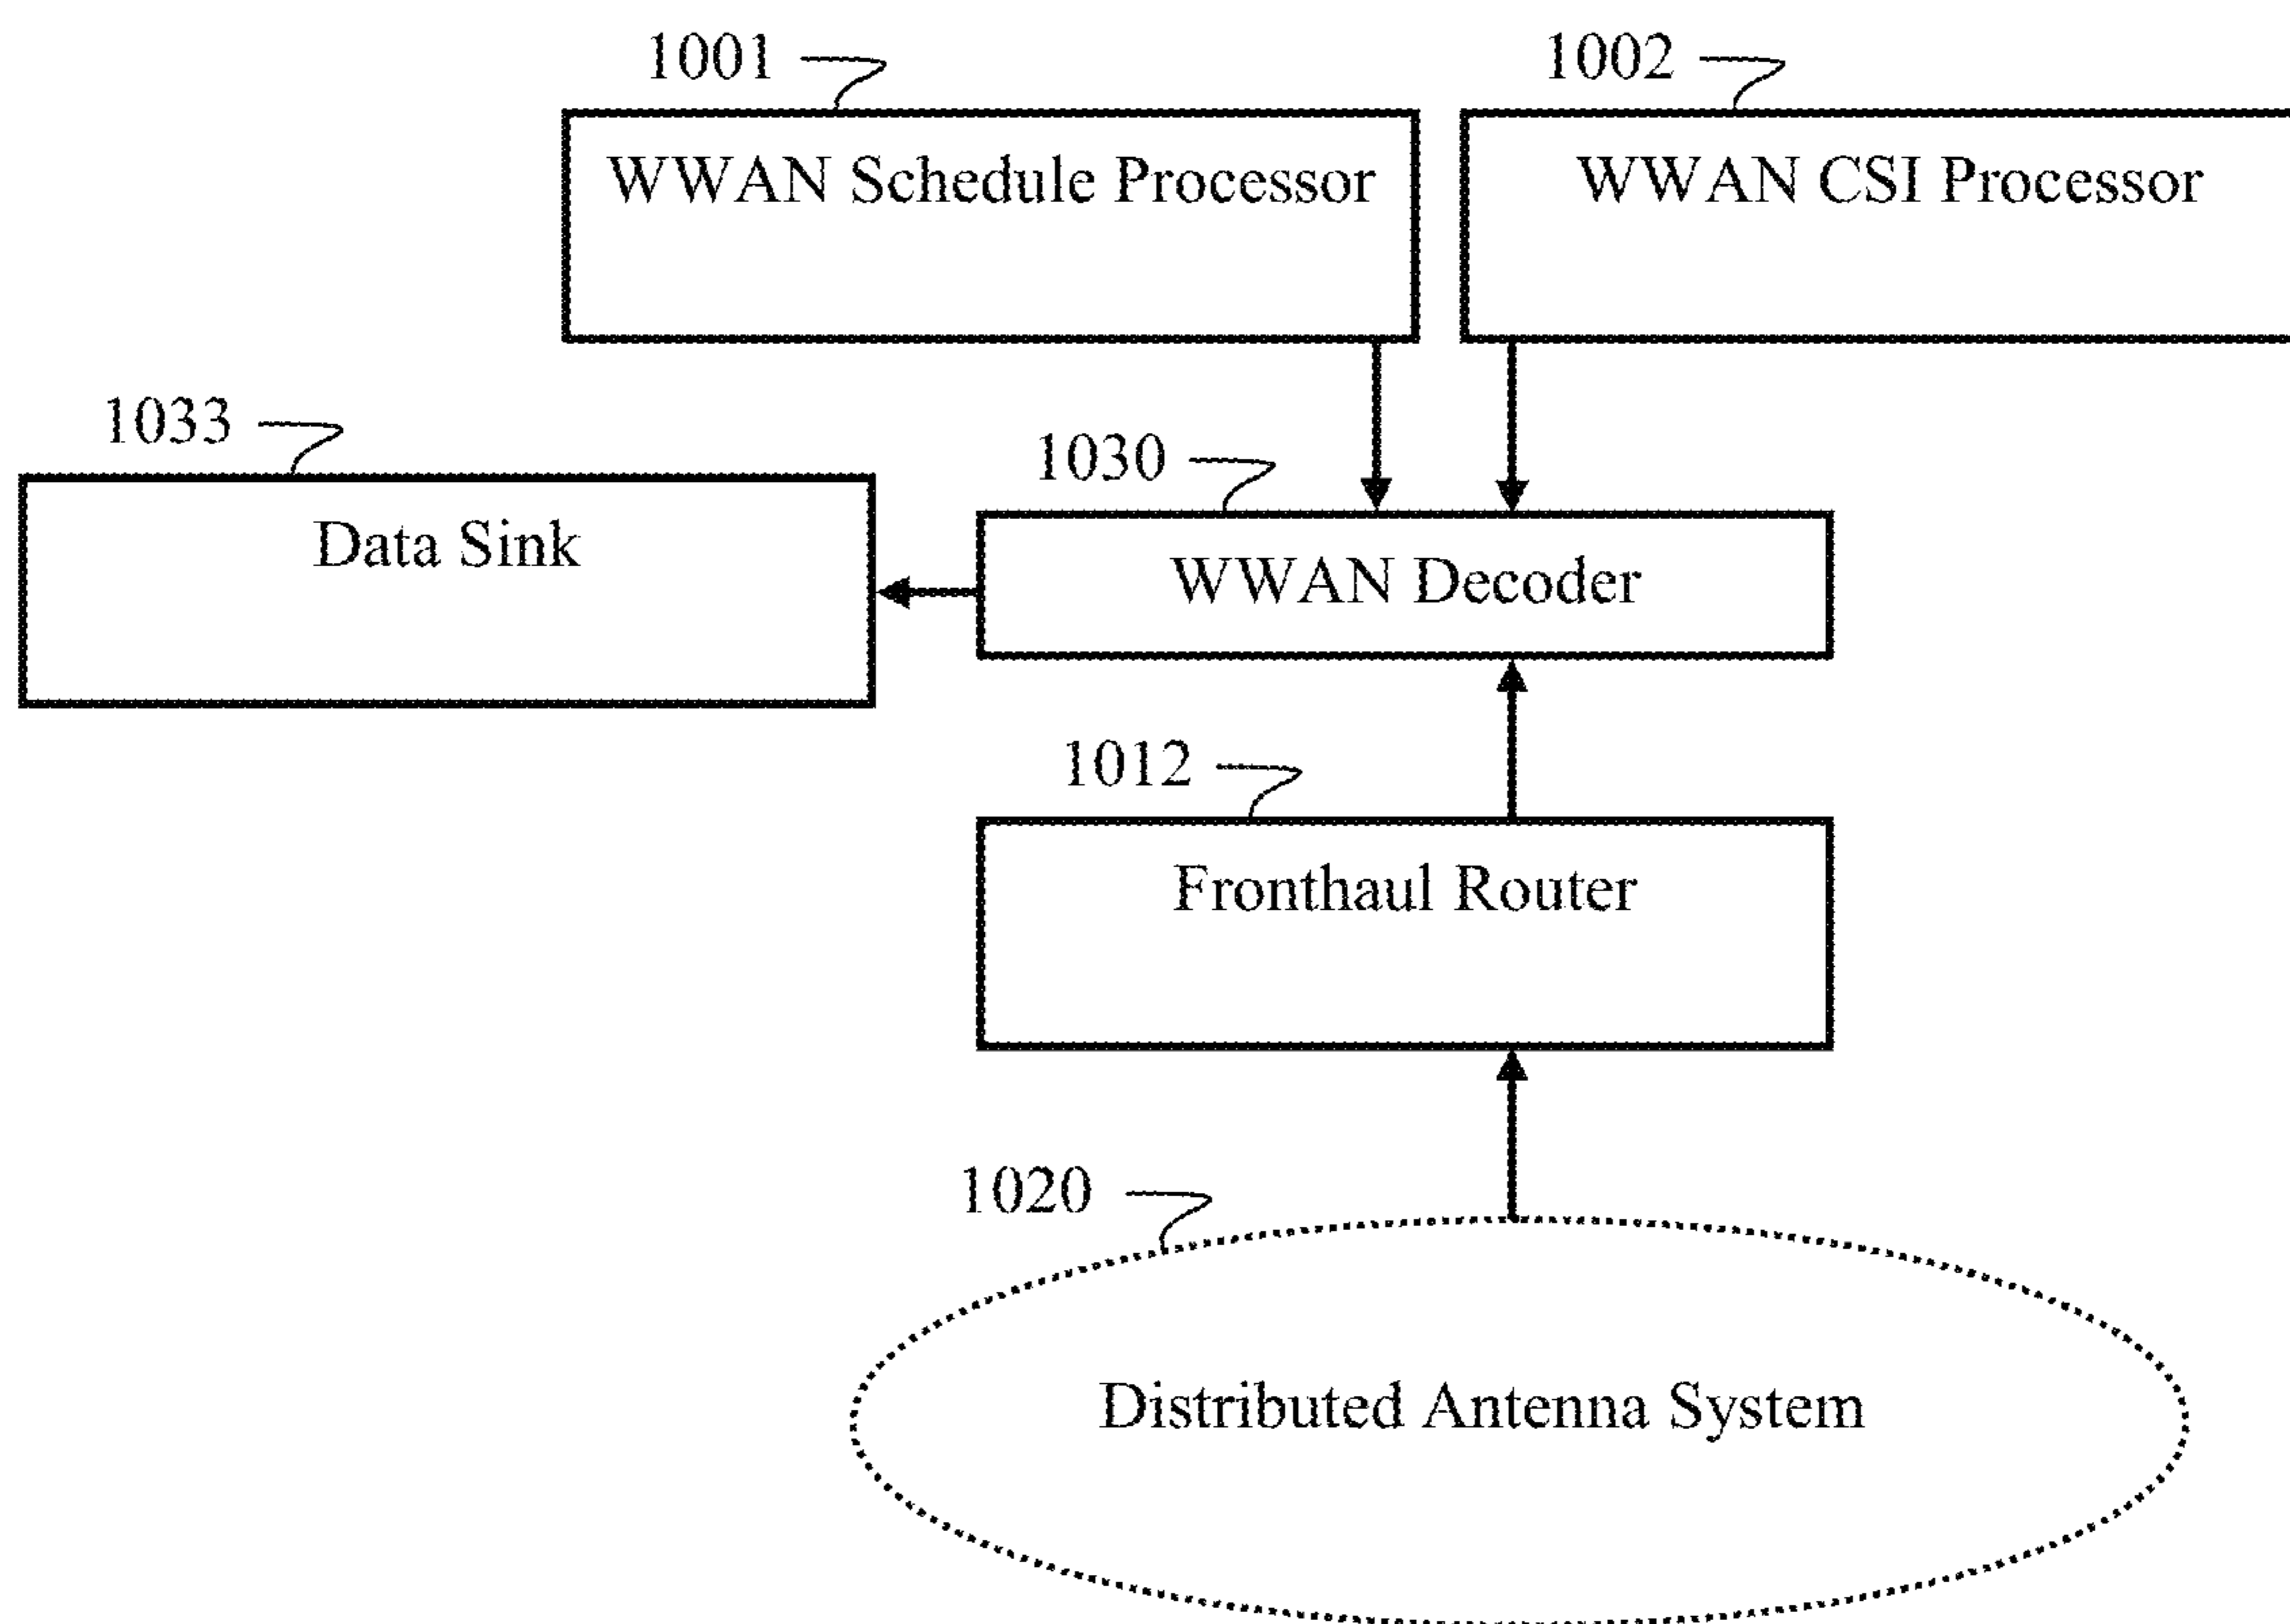 1001
1002
WWAN Schedule Processor
WWAN CSI Processor
1033
1030
Data Sink
WWAN Decoder
1012
Fronthaul Router
1020
Distributed Antenna System